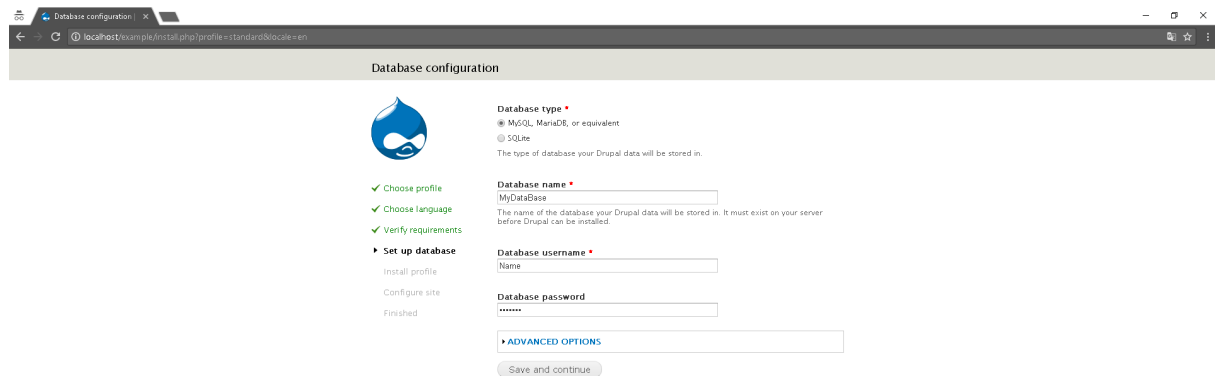 Database configuration |
localhost/example/install.php?profile=standard&locale=en
Database configuration
Database type *
MySQL, MariaDB, or equivalent
SQLite
The type of database your Drupal data will be stored in.
Choose profile
Choose language
Verify requirements
Set up database
Install profile
Configure site
Finished
Database name *
MyDataBase
The name of the database your Drupal data will be stored in. It must exist on your server
before Drupal can be installed.
Database username *
Name
Database password
•••••••
ADVANCED OPTIONS
Save and continue